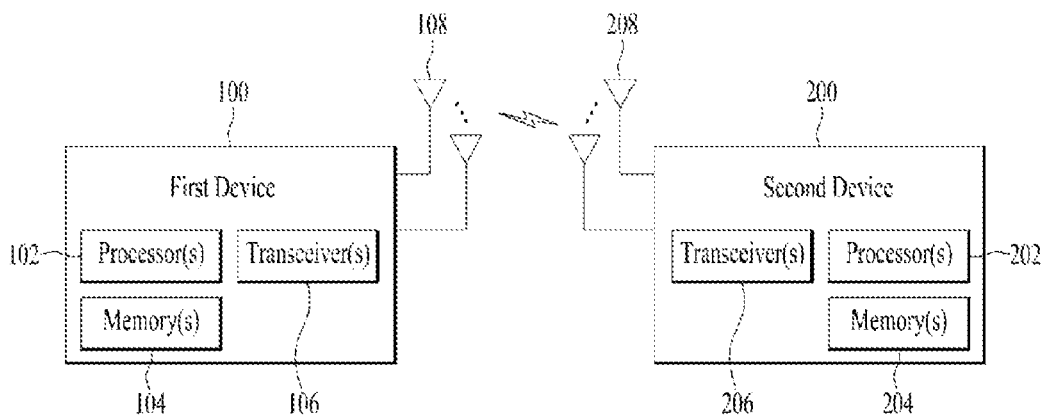 108
208
100
200
First Device
Second Device
102
Processor(s)
Transceiver(s)
Transceiver(s)
Processor(s)
202
Memory(s)
Memory(s)
104
106
206
204